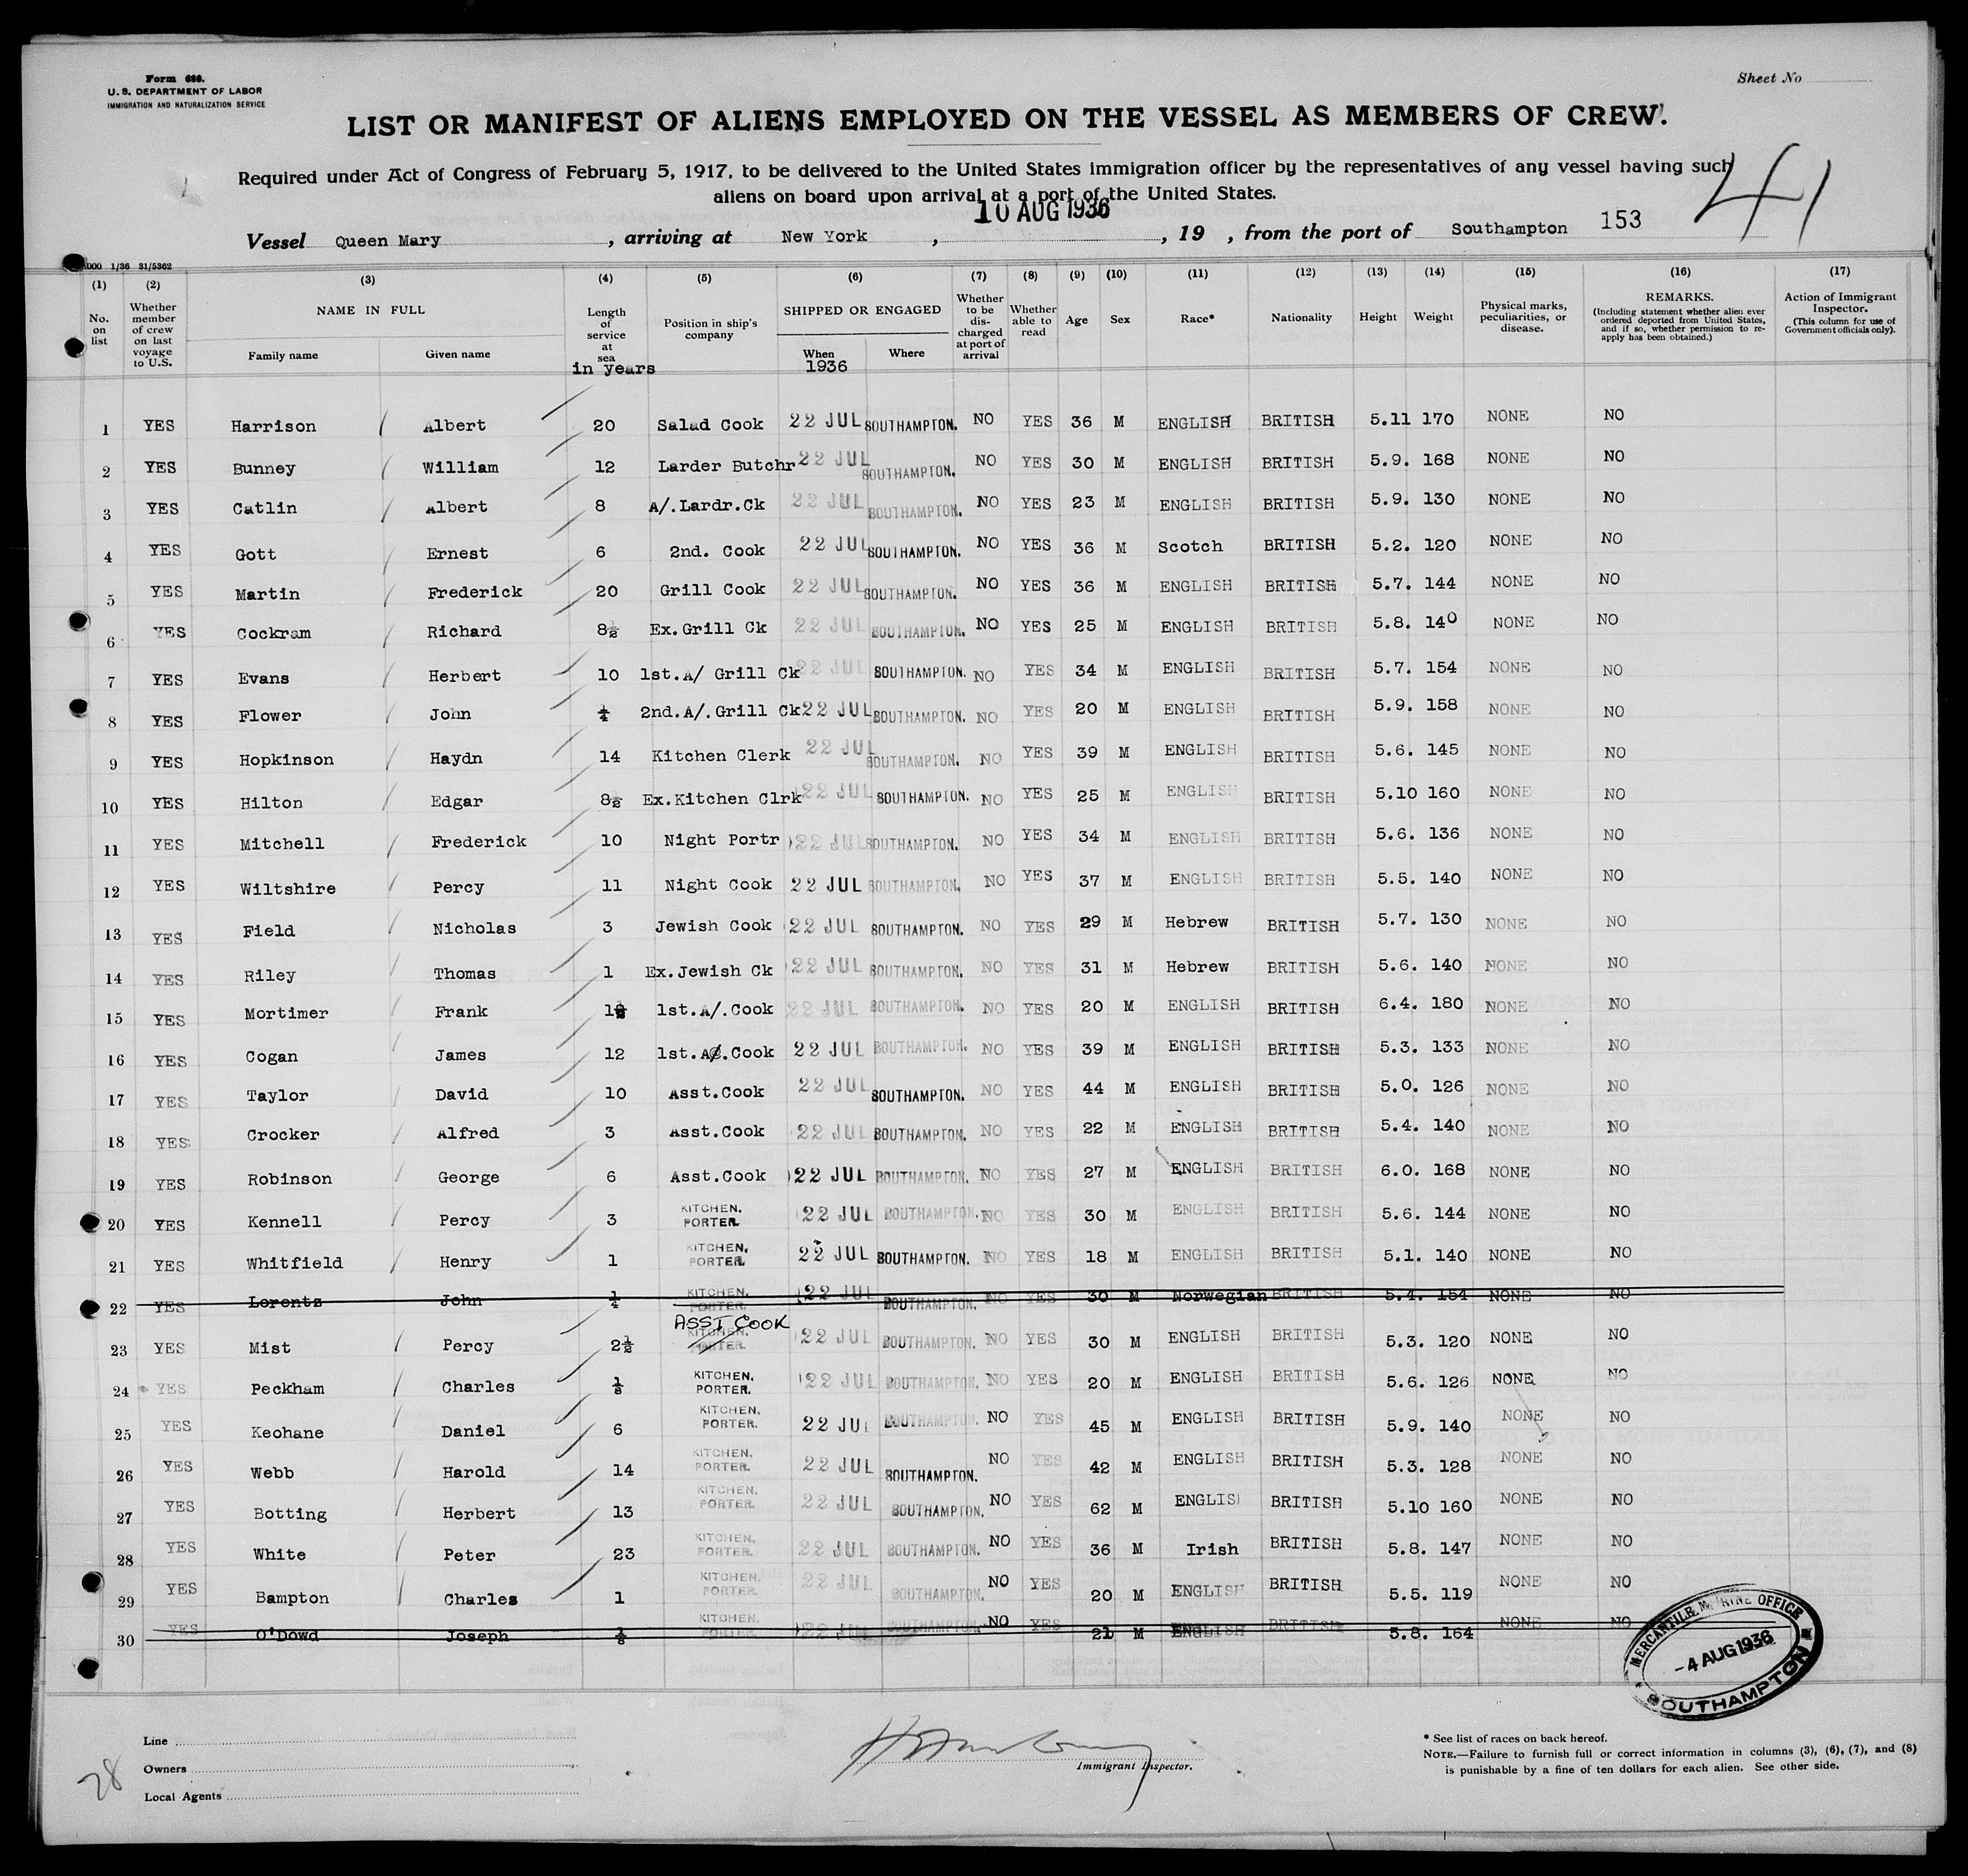 Form 689.
U. S. DEPARTMENT OF LABOR
IMMIGRATION AND NATURALIZATION SERVICE
Sheet No
LIST OR MANIFEST OF ALIENS EMPLOYED ON THE VESSEL AS MEMBERS OF CREW.
41
Required under Act of Congress of February 5, 1917, to be delivered to the United States immigration officer by the representatives of any vessel having such
aliens on board upon arrival at a port of the United States.
10 AUG 1936
Vessel Queen Mary, arriving at New York, , 19 , from the port of Southampton 153
000 1/36 31/5362
(1) (2) (3) (4) (5) (6) (7) (8) (9) (10) (11) (12) (13) (14) (15) (16) (17)
No. on list
Whether member of crew on last voyage to U.S.
NAME IN FULL
Family name
Given name
Length of service at sea
in years
Position in ship's company
SHIPPED OR ENGAGED
When
1936
Where
Whether to be discharged at port of arrival
Whether able to read
Age
Sex
Race*
Nationality
Height
Weight
Physical marks, peculiarities, or disease.
REMARKS.
(Including statement whether alien ever ordered deported from United States, and if so, whether permission to reapply has been obtained.)
Action of Immigrant Inspector.
(This column for use of Government officials only).
1 YES Harrison Albert 20 Salad Cook 22 JUL SOUTHAMPTON. NO YES 36 M ENGLISH BRITISH 5.11 170 NONE NO
2 YES Bunney William 12 Larder Butchr 22 JUL SOUTHAMPTON. NO YES 30 M ENGLISH BRITISH 5.9. 168 NONE NO
3 YES Catlin Albert 8 A/.Lardr.Ck 22 JUL SOUTHAMPTON. NO YES 23 M ENGLISH BRITISH 5.9. 130 NONE NO
4 YES Gott Ernest 6 2nd. Cook 22 JUL SOUTHAMPTON. NO YES 36 M Scotch BRITISH 5.2. 120 NONE NO
5 YES Martin Frederick 20 Grill Cook 22 JUL SOUTHAMPTON. NO YES 36 M ENGLISH BRITISH 5.7. 144 NONE NO
6 YES Cockram Richard 8½ Ex.Grill Ck 22 JUL SOUTHAMPTON. NO YES 25 M ENGLISH BRITISH 5.8. 140 NONE NO
7 YES Evans Herbert 10 1st.A/ Grill Ck 22 JUL SOUTHAMPTON. NO YES 34 M ENGLISH BRITISH 5.7. 154 NONE NO
8 YES Flower John ¼ 2nd.A/.Grill Ck 22 JUL SOUTHAMPTON. NO YES 20 M ENGLISH BRITISH 5.9. 158 NONE NO
9 YES Hopkinson Haydn 14 Kitchen Clerk 22 JUL SOUTHAMPTON. NO YES 39 M ENGLISH BRITISH 5.6. 145 NONE NO
10 YES Hilton Edgar 8½ Ex.Kitchen Clrk 22 JUL SOUTHAMPTON. NO YES 25 M ENGLISH BRITISH 5.10 160 NONE NO
11 YES Mitchell Frederick 10 Night Portr 22 JUL SOUTHAMPTON. NO YES 34 M ENGLISH BRITISH 5.6. 136 NONE NO
12 YES Wiltshire Percy 11 Night Cook 22 JUL SOUTHAMPTON. NO YES 37 M ENGLISH BRITISH 5.5. 140 NONE NO
13 YES Field Nicholas 3 Jewish Cook 22 JUL SOUTHAMPTON. NO YES 29 M Hebrew BRITISH 5.7. 130 NONE NO
14 YES Riley Thomas 1 Ex.Jewish Ck 22 JUL SOUTHAMPTON. NO YES 31 M Hebrew BRITISH 5.6. 140 NONE NO
15 YES Mortimer Frank 1½ 1st.A/.Cook 22 JUL SOUTHAMPTON. NO YES 20 M ENGLISH BRITISH 6.4. 180 NONE NO
16 YES Cogan James 12 1st.A/.Cook 22 JUL SOUTHAMPTON. NO YES 39 M ENGLISH BRITISH 5.3. 133 NONE NO
17 YES Taylor David 10 Asst.Cook 22 JUL SOUTHAMPTON. NO YES 44 M ENGLISH BRITISH 5.0. 126 NONE NO
18 YES Crocker Alfred 3 Asst.Cook 22 JUL SOUTHAMPTON. NO YES 22 M ENGLISH BRITISH 5.4. 140 NONE NO
19 YES Robinson George 6 Asst.Cook 22 JUL SOUTHAMPTON. NO YES 27 M ENGLISH BRITISH 6.0. 168 NONE NO
20 YES Kennell Percy 3 KITCHEN. PORTER. 22 JUL SOUTHAMPTON. NO YES 30 M ENGLISH BRITISH 5.6. 144 NONE NO
21 YES Whitfield Henry 1 KITCHEN. PORTER. 22 JUL SOUTHAMPTON. NO YES 18 M ENGLISH BRITISH 5.1. 140 NONE NO
22 YES Lorentz John ¼ KITCHEN. PORTER. 22 JUL SOUTHAMPTON. NO YES 30 M Norwegian BRITISH 5.4. 154 NONE NO
ASST COOK
23 YES Mist Percy 2½ KITCHEN. PORTER. 22 JUL SOUTHAMPTON. NO YES 30 M ENGLISH BRITISH 5.3. 120 NONE NO
24 YES Peckham Charles ⅛ KITCHEN. PORTER. 22 JUL SOUTHAMPTON. NO YES 20 M ENGLISH BRITISH 5.6. 126 NONE NO
25 YES Keohane Daniel 6 KITCHEN. PORTER. 22 JUL SOUTHAMPTON. NO YES 45 M ENGLISH BRITISH 5.9. 140 NONE NO
26 YES Webb Harold 14 KITCHEN. PORTER. 22 JUL SOUTHAMPTON. NO YES 42 M ENGLISH BRITISH 5.3. 128 NONE NO
27 YES Botting Herbert 13 KITCHEN. PORTER. 22 JUL SOUTHAMPTON. NO YES 62 M ENGLISH BRITISH 5.10 160 NONE NO
28 YES White Peter 23 KITCHEN. PORTER. 22 JUL SOUTHAMPTON. NO YES 36 M Irish BRITISH 5.8. 147 NONE NO
29 YES Bampton Charles 1 KITCHEN. PORTER. 22 JUL SOUTHAMPTON. NO YES 20 M ENGLISH BRITISH 5.5. 119 NONE NO
30 YES O'Dowd Joseph ⅛ KITCHEN. PORTER. 22 JUL SOUTHAMPTON. NO YES 21 M ENGLISH BRITISH 5.8. 164 NONE NO
MERCANTILE MARINE OFFICE
-4 AUG 1936
SOUTHAMPTON
Line
Owners
Local Agents
28
Immigrant Inspector.
* See list of races on back hereof.
NOTE.—Failure to furnish full or correct information in columns (3), (6), (7), and (8)
is punishable by a fine of ten dollars for each alien. See other side.